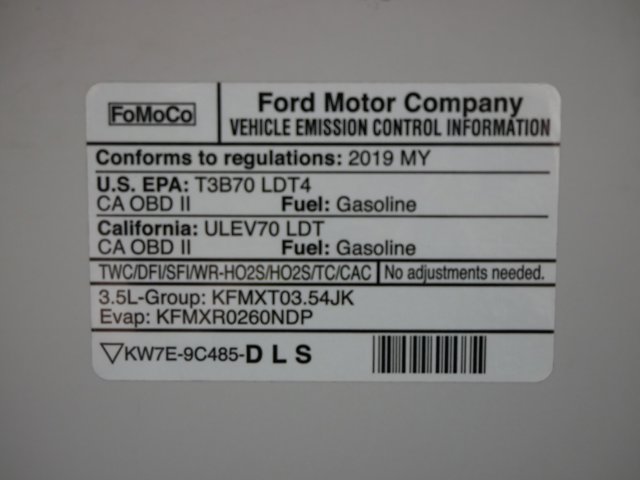 FoMoCo
Ford Motor Company
VEHICLE EMISSION CONTROL INFORMATION
Conforms to regulations: 2019 MY
U.S. EPA: T3B70 LDT4
CA OBD II Fuel: Gasoline
California: ULEV70 LDT
CA OBD II Fuel: Gasoline
TWC/DFI/SFI/WR-HO2S/HO2S/TC/CAC No adjustments needed.
3.5L-Group: KFMXT03.54JK
Evap: KFMXR0260NDP
▽KW7E-9C485-D L S